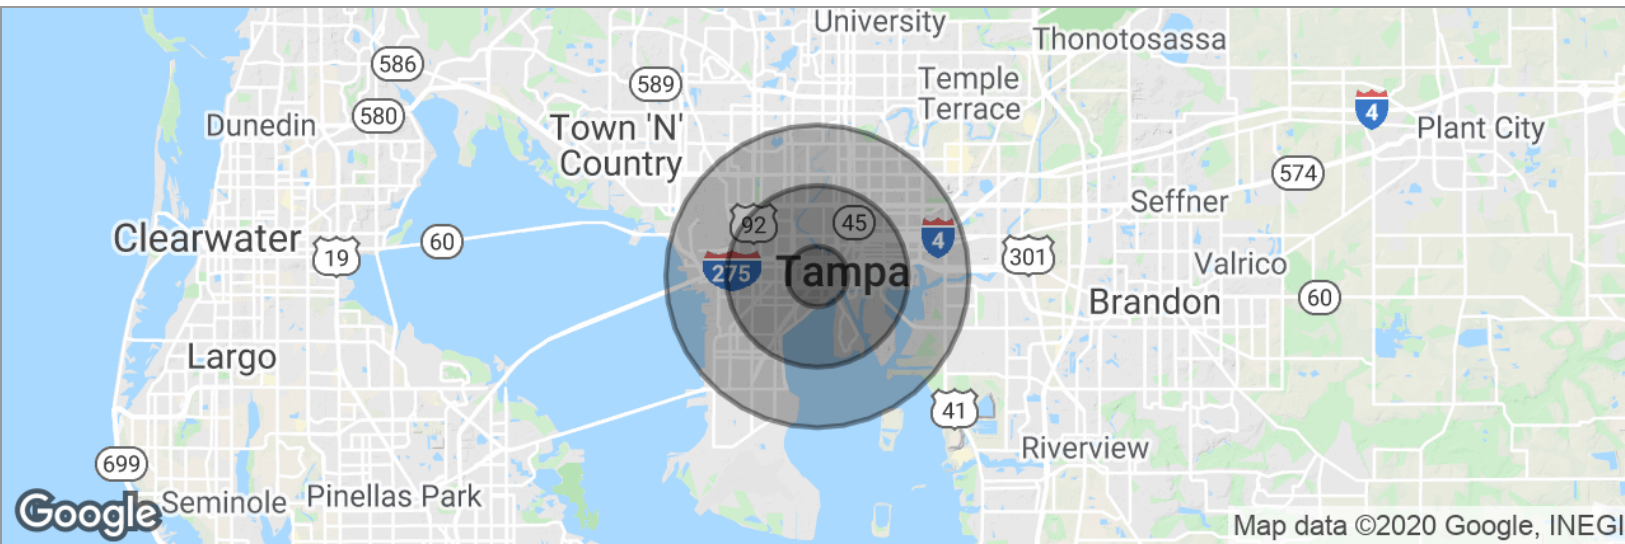 University
Thonotosassa
586
589
Temple
Terrace
4
580
Dunedin
Town 'N'
Country
Plant City
574
Seffner
92
45
Clearwater
60
4
19
301
Valrico
275
Tampa
Brandon
60
Largo
41
Riverview
699
Seminole
Pinellas Park
Google
Map data ©2020 Google, INEGI